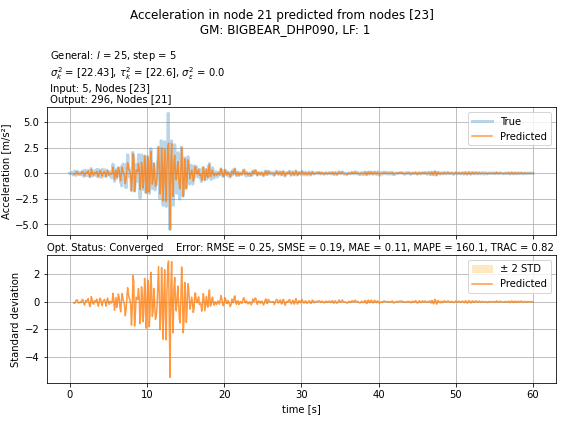 Acceleration in node 21 predicted from nodes [23]
GM: BIGBEAR_DHP090, LF: 1
General: l = 25, step = 5
σ²ₖ = [22.43], τ²ₖ = [22.6], σ²_ε = 0.0
Input: 5, Nodes [23]
Output: 296, Nodes [21]
Acceleration [m/s²]
5.0
2.5
0.0
−2.5
−5.0
True
Predicted
Opt. Status: Converged Error: RMSE = 0.25, SMSE = 0.19, MAE = 0.11, MAPE = 160.1, TRAC = 0.82
Standard deviation
2
0
−2
−4
± 2 STD
Predicted
0 10 20 30 40 50 60
time [s]